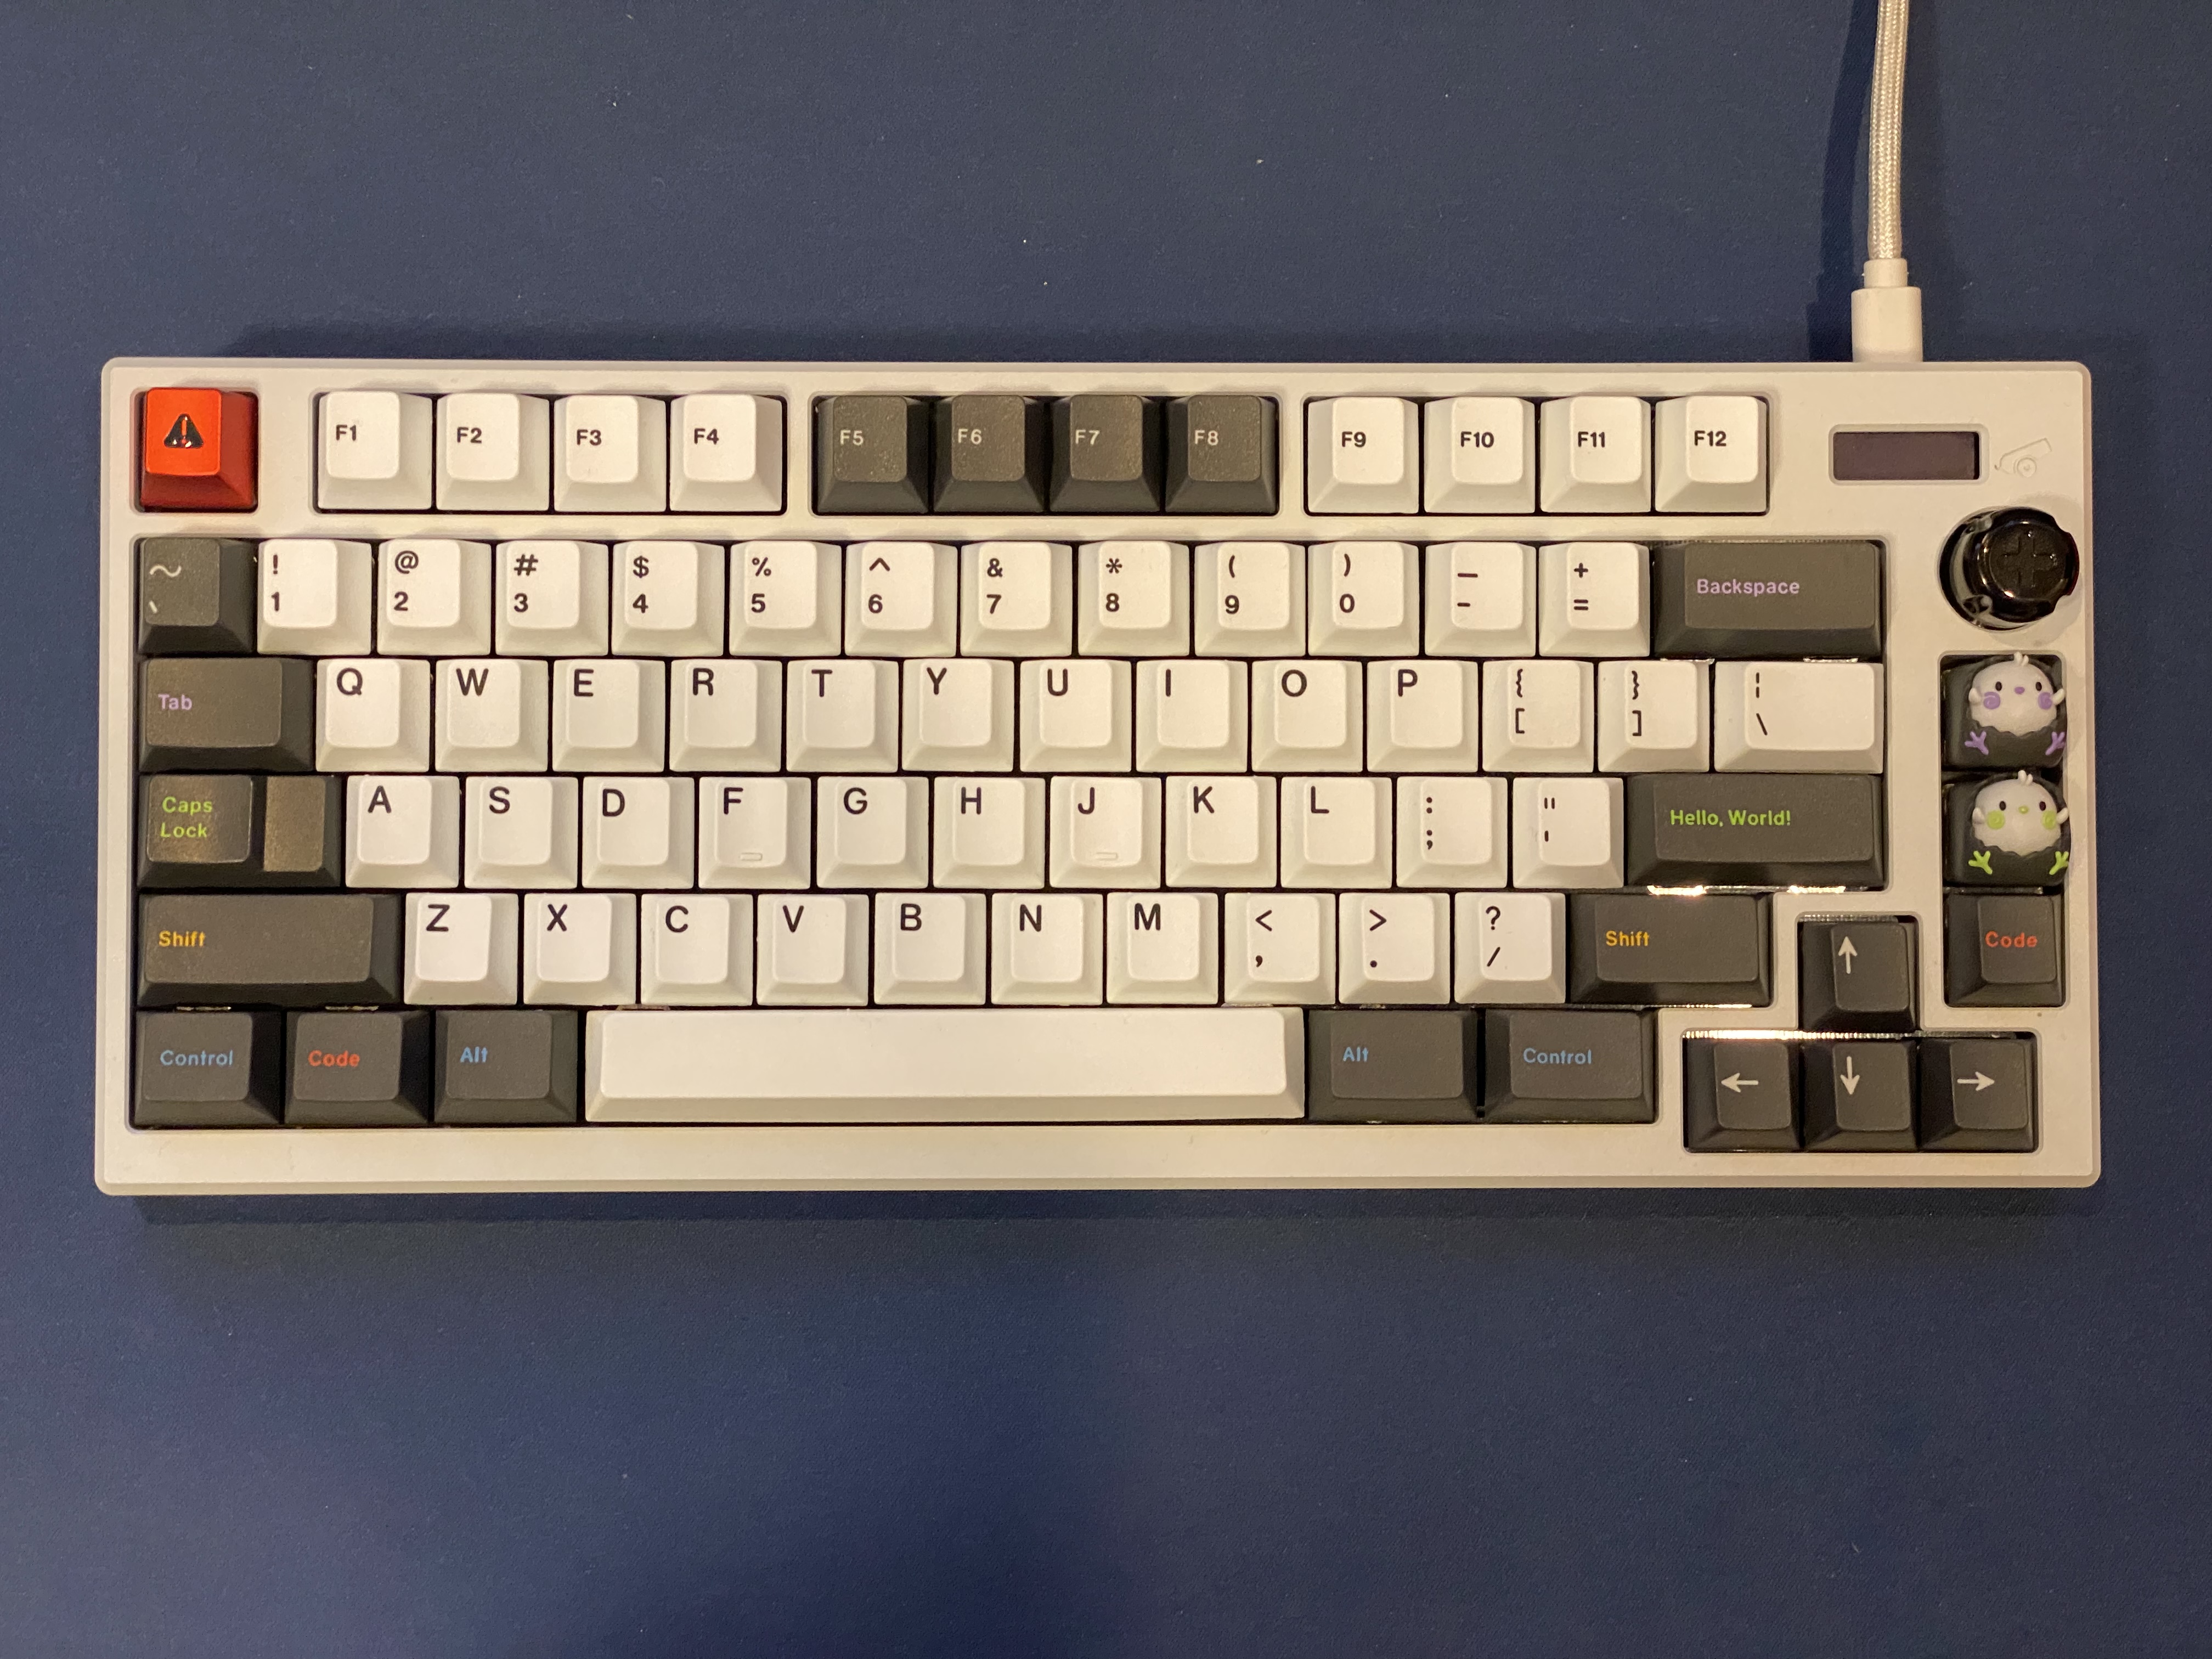 F1 F2 F3 F4 F5 F6 F7 F8 F9 F10 F11 F12
~ ! @ # $ % ^ & * ( ) _ +
` 1 2 3 4 5 6 7 8 9 0 - = Backspace
Tab Q W E R T Y U I O P { } ¦
[ ] \
Caps Lock A S D F G H J K L : " Hello, World!
; '
Shift Z X C V B N M < > ? Shift ↑ Code
, . /
Control Code Alt Alt Control ← ↓ →